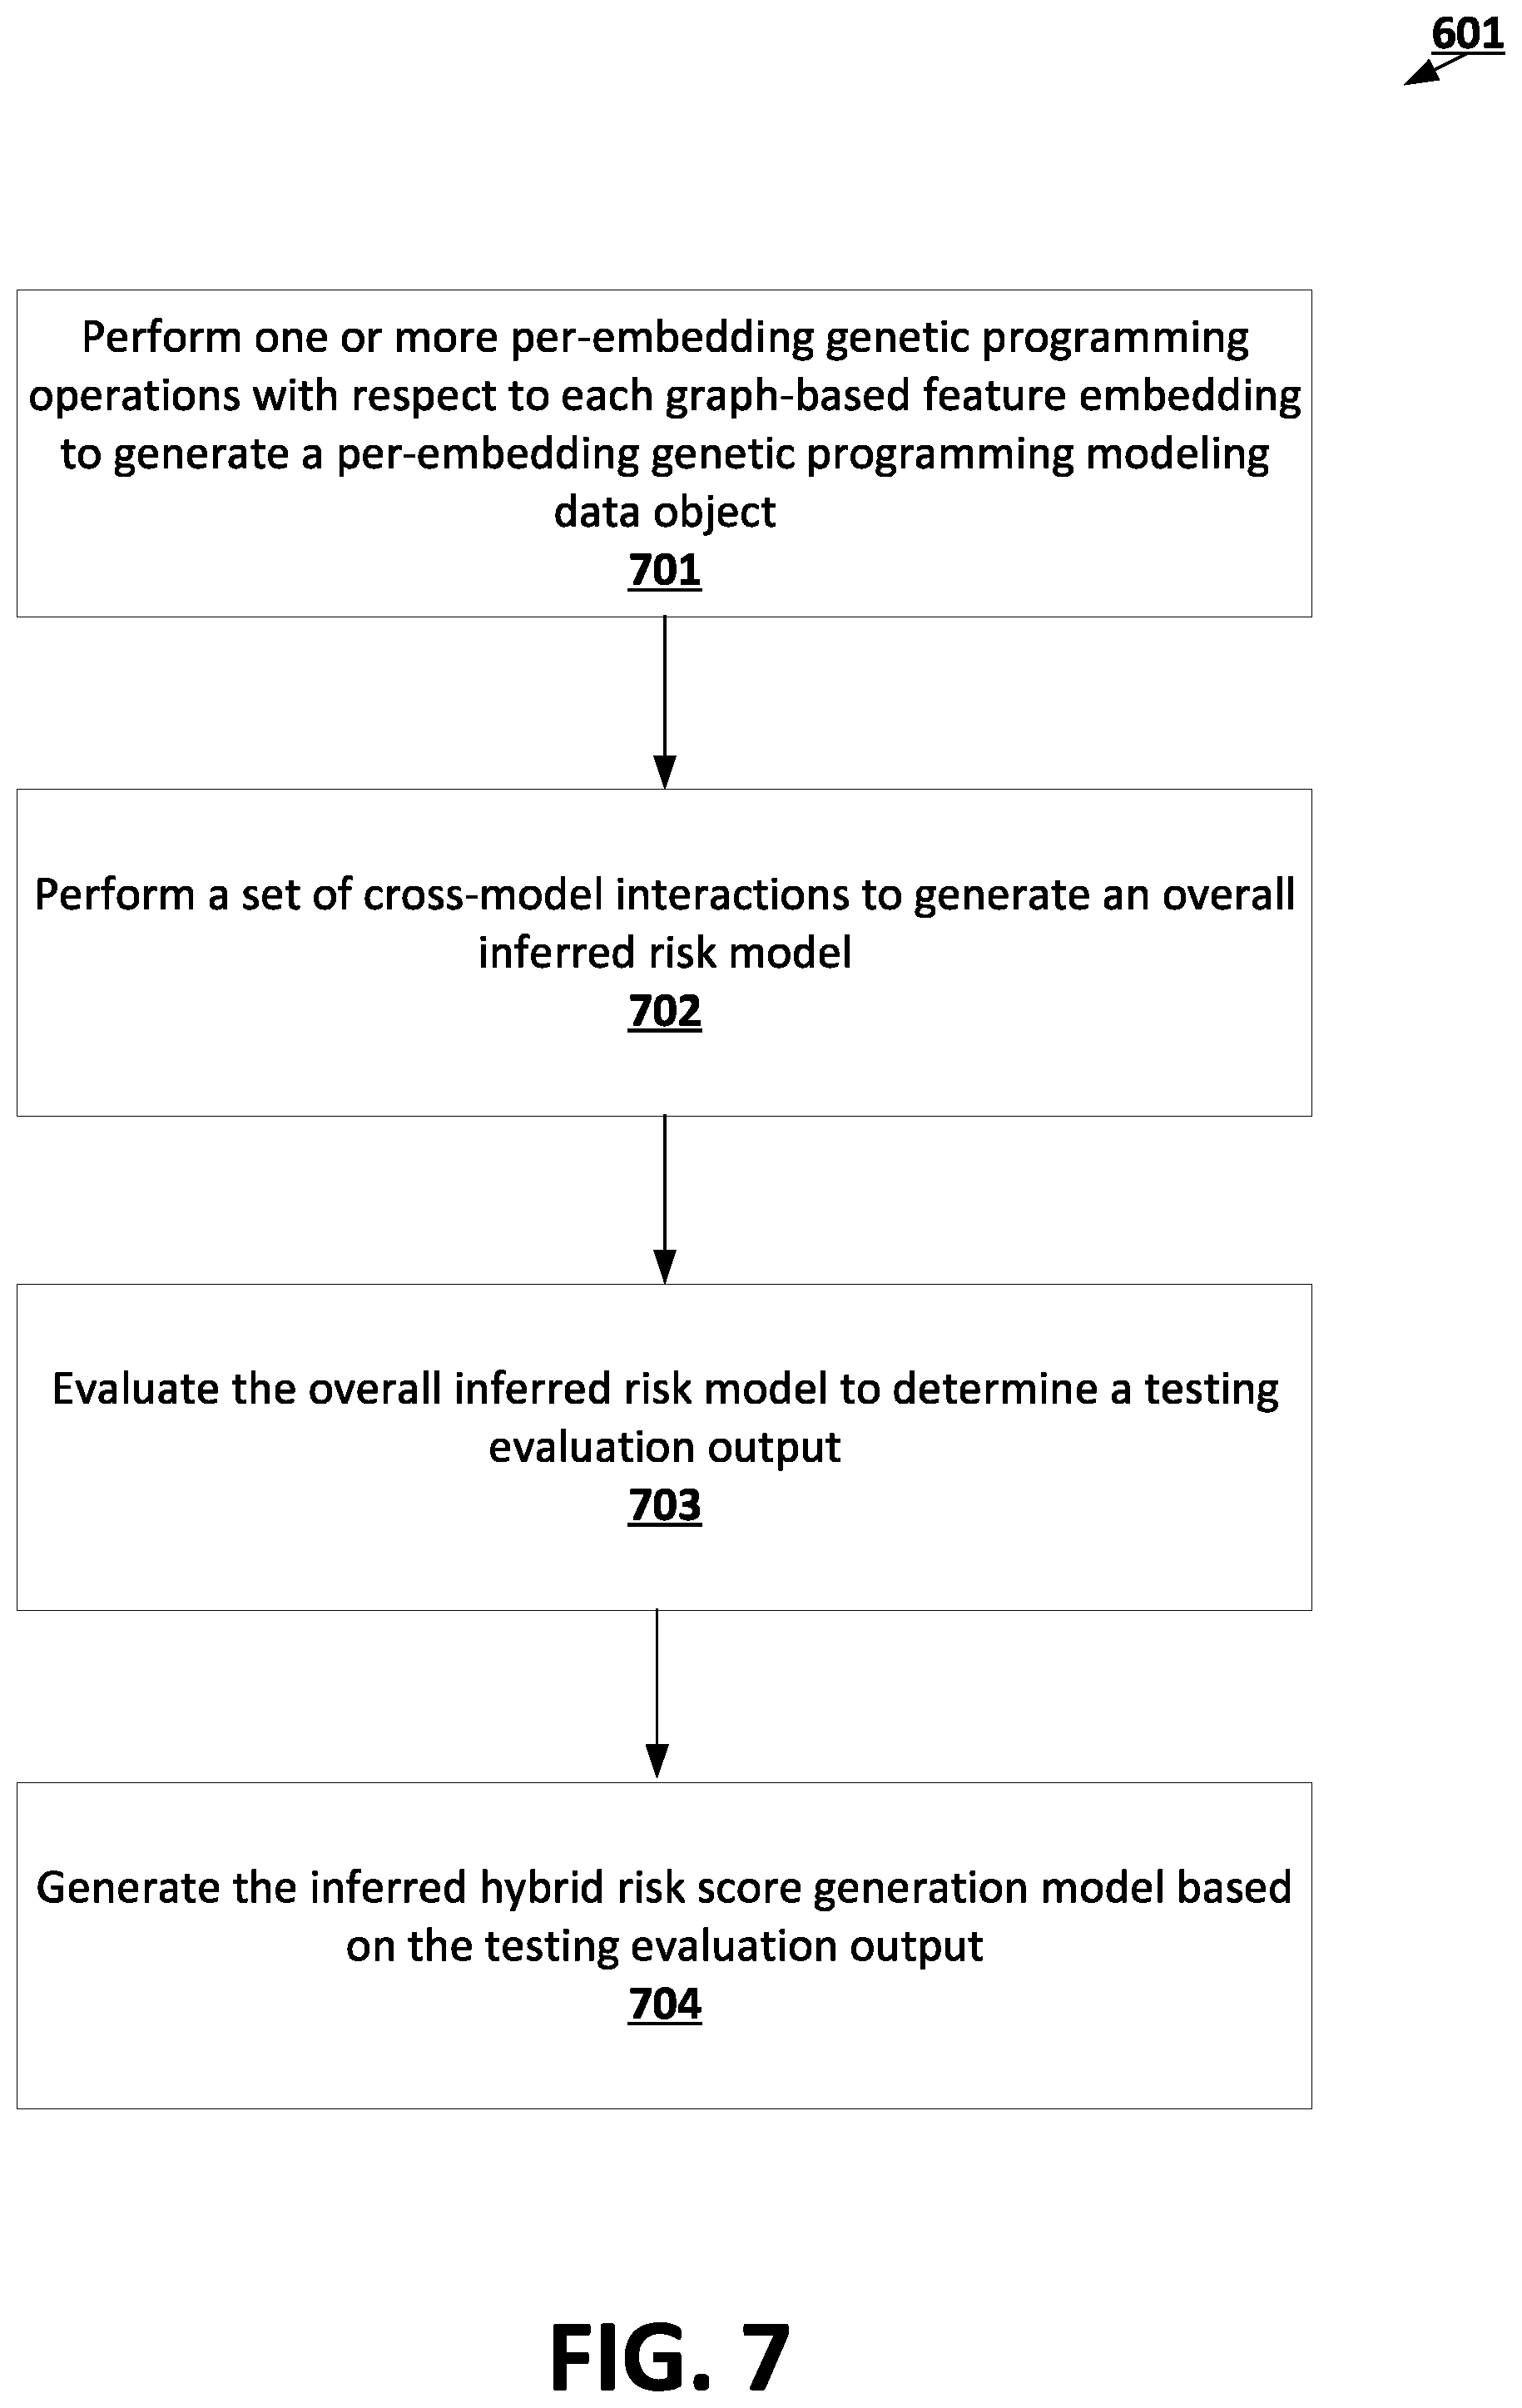 601
Perform one or more per-embedding genetic programming
operations with respect to each graph-based feature embedding
to generate a per-embedding genetic programming modeling
data object
701
Perform a set of cross-model interactions to generate an overall
inferred risk model
702
Evaluate the overall inferred risk model to determine a testing
evaluation output
703
Generate the inferred hybrid risk score generation model based
on the testing evaluation output
704
FIG. 7